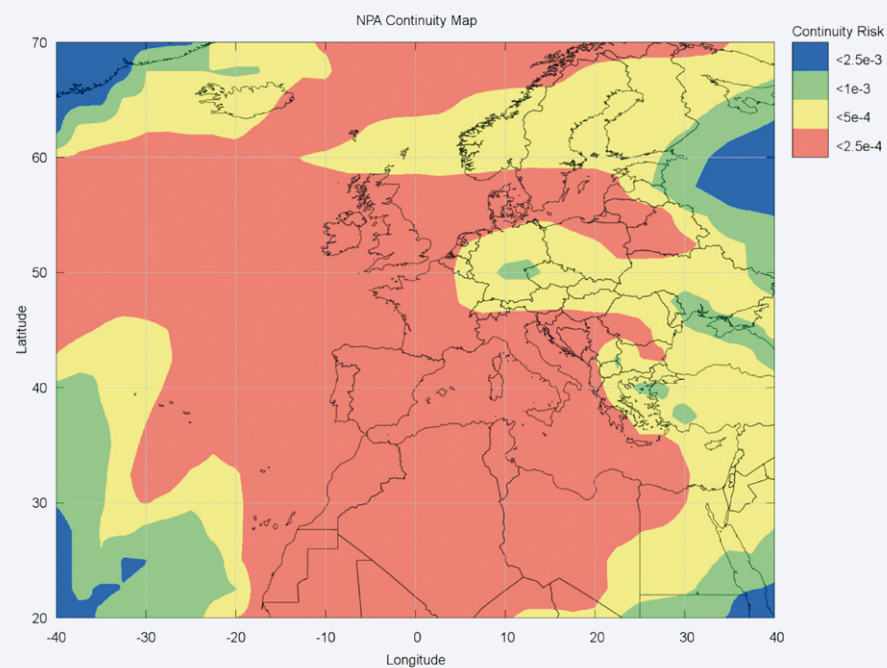 NPA Continuity Map
Continuity Risk
<2.5e-3
<1e-3
<5e-4
<2.5e-4
70
60
50
40
30
20
Latitude
-40 -30 -20 -10 0 10 20 30 40
Longitude